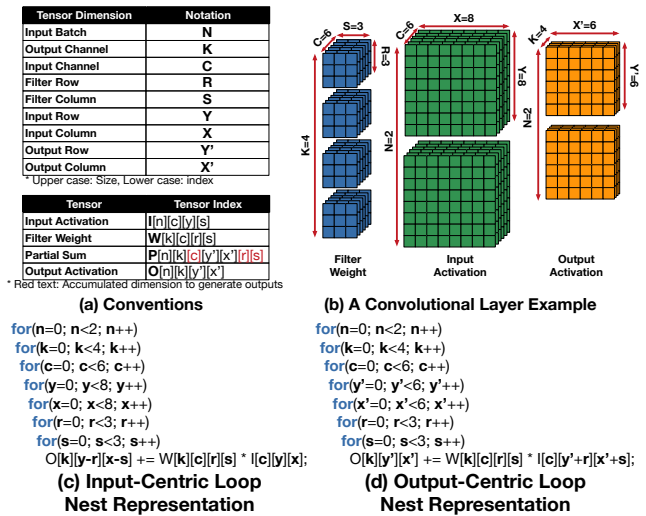 Tensor Dimension Notation
Input Batch N
Output Channel K
Input Channel C
Filter Row R
Filter Column S
Input Row Y
Input Column X
Output Row Y'
Output Column X'
* Upper case: Size, Lower case: index
Tensor Tensor Index
Input Activation I[n][c][y][s]
Filter Weight W[k][c][r][s]
Partial Sum P[n][k][c][y'][x'][r][s]
Output Activation O[n][k][y'][x']
* Red text: Accumulated dimension to generate outputs
(a) Conventions
C=6 S=3 R=3 K=4
Filter Weight
C=6 X=8 Y=8 N=2
Input Activation
K=4 X'=6 Y'=6 N=2
Output Activation
(b) A Convolutional Layer Example
for(n=0; n<2; n++)
for(k=0; k<4; k++)
for(c=0; c<6; c++)
for(y=0; y<8; y++)
for(x=0; x<8; x++)
for(r=0; r<3; r++)
for(s=0; s<3; s++)
O[k][y-r][x-s] += W[k][c][r][s] * I[c][y][x];
(c) Input-Centric Loop
Nest Representation
for(n=0; n<2; n++)
for(k=0; k<4; k++)
for(c=0; c<6; c++)
for(y'=0; y'<6; y'++)
for(x'=0; x'<6; x'++)
for(r=0; r<3; r++)
for(s=0; s<3; s++)
O[k][y'][x'] += W[k][c][r][s] * I[c][y'+r][x'+s];
(d) Output-Centric Loop
Nest Representation